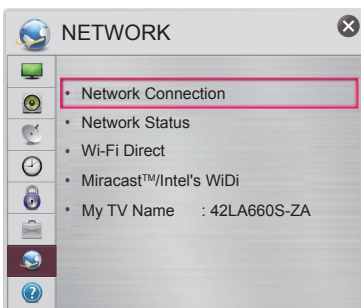 NETWORK
• Network Connection
• Network Status
• Wi-Fi Direct
• Miracast™/Intel's WiDi
• My TV Name : 42LA660S-ZA